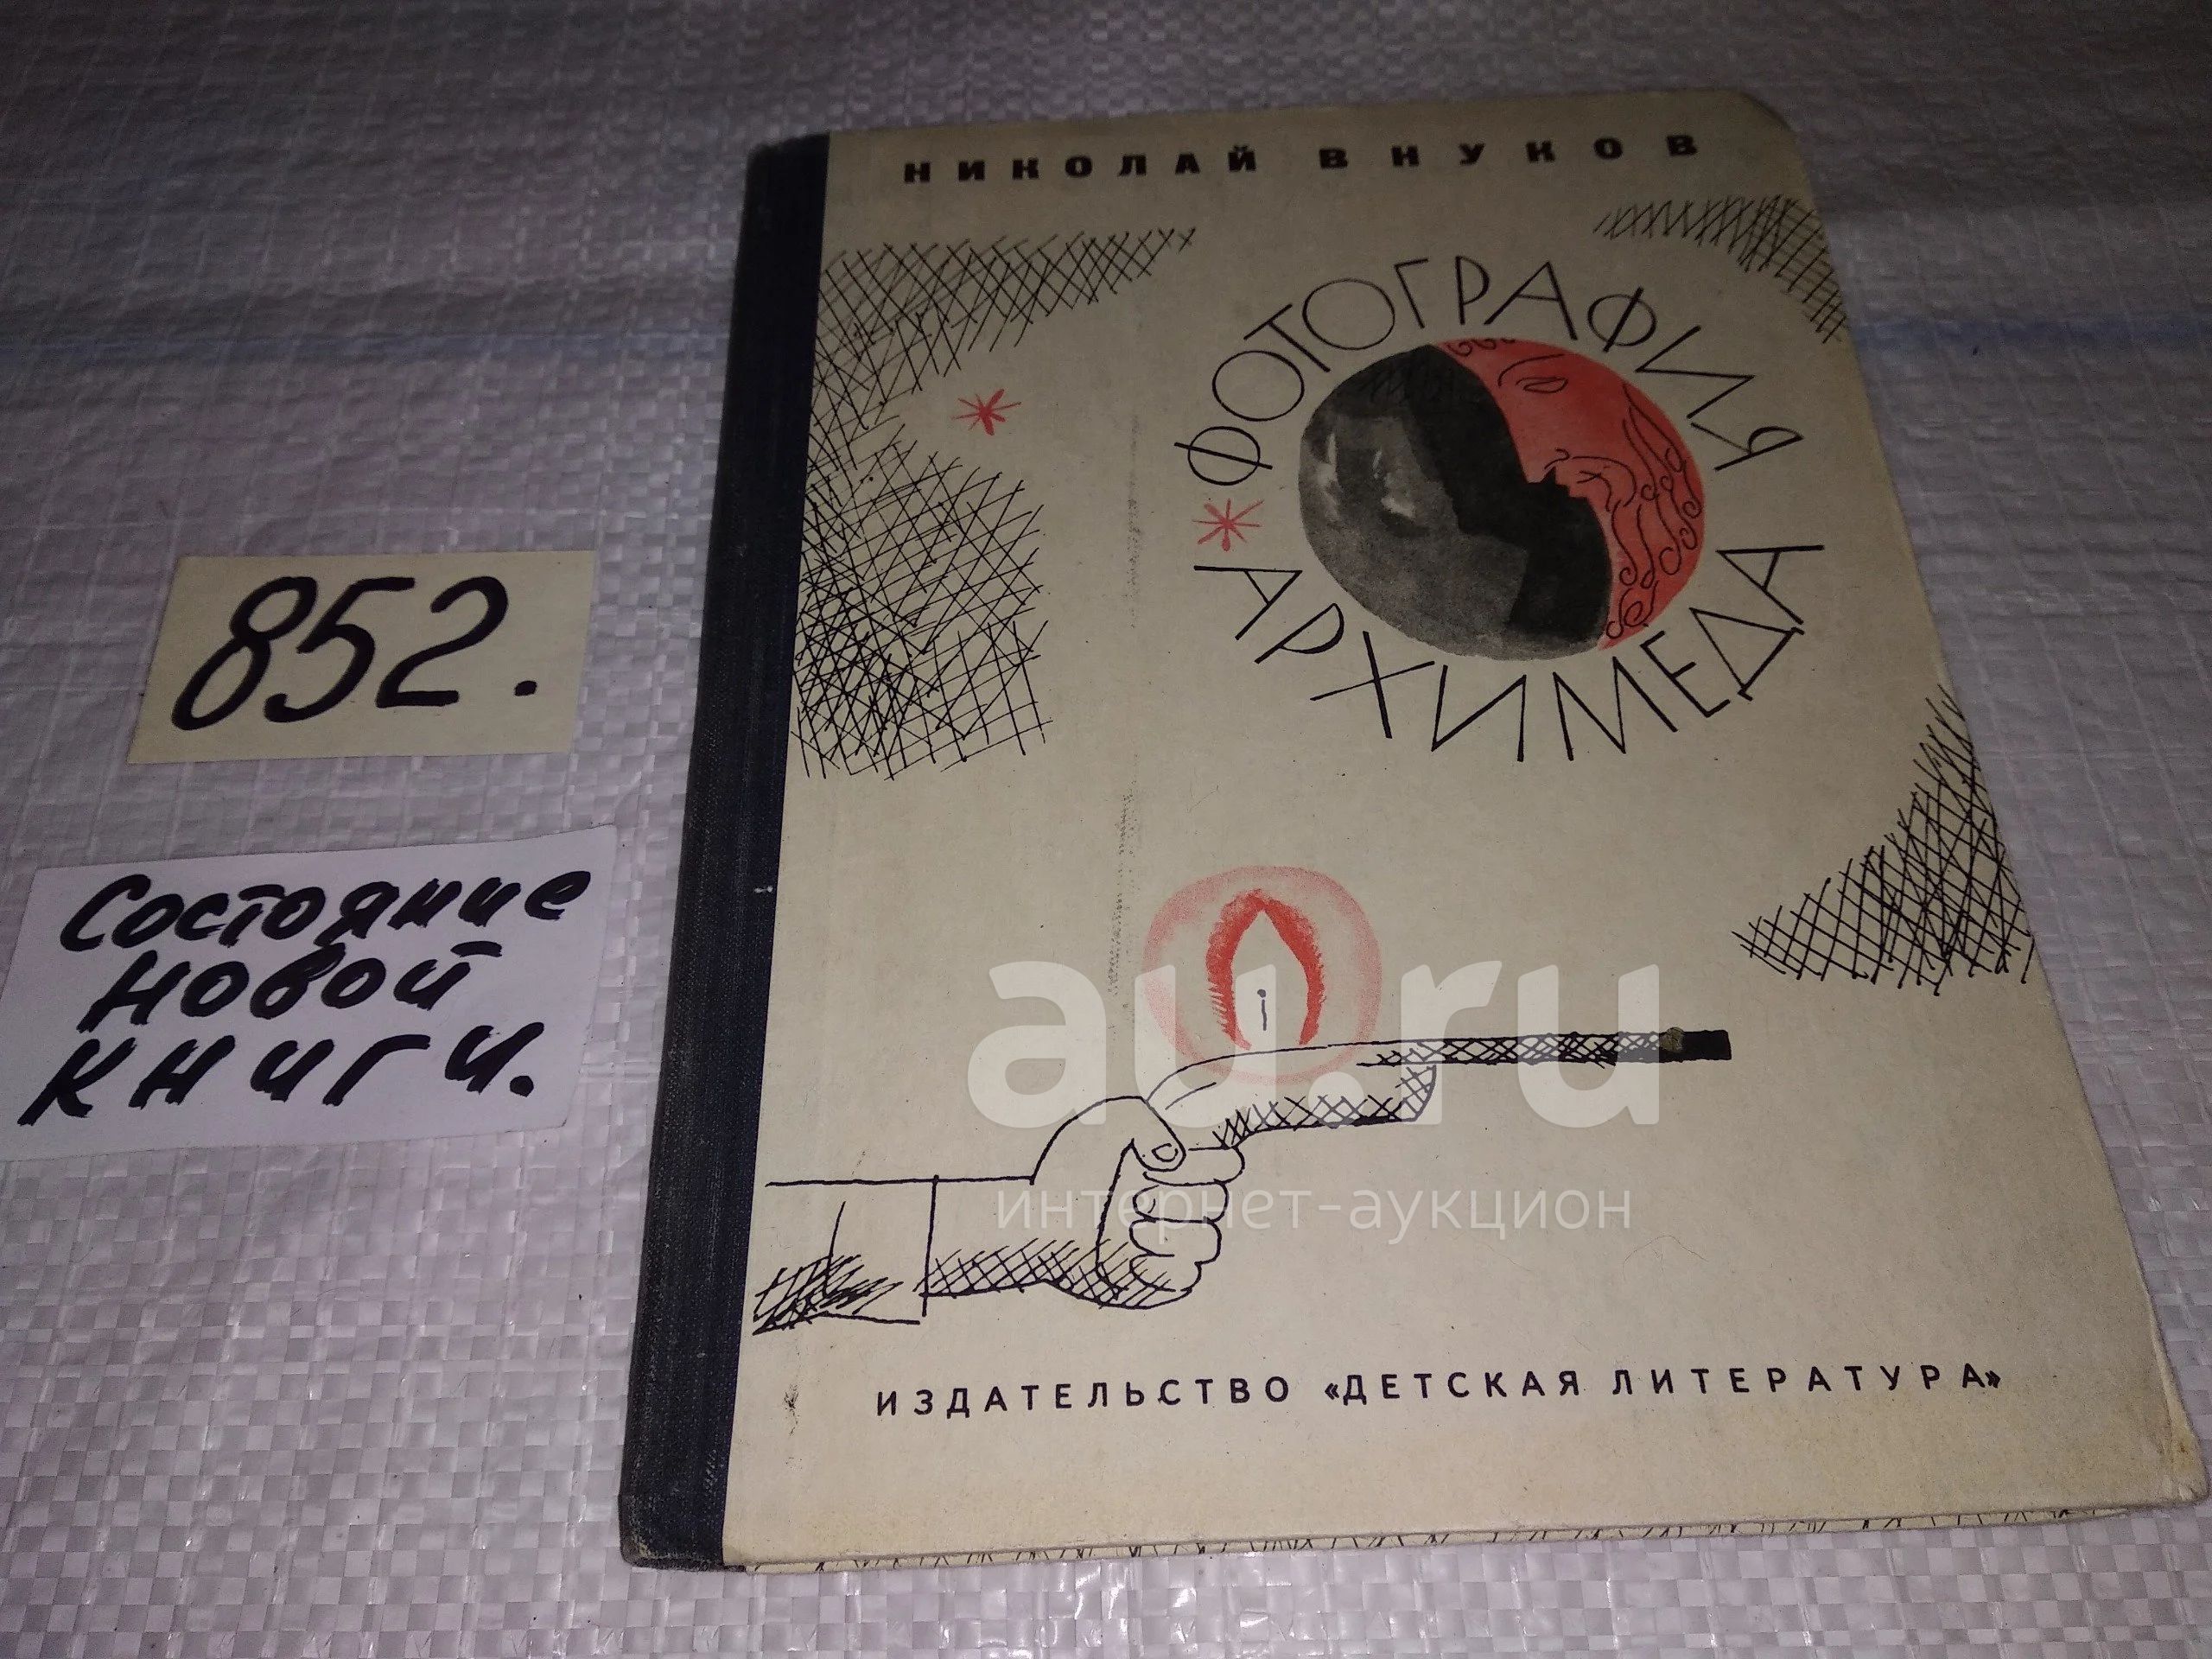 НИКОЛАЙ ВНУКОВ
ФОТОГРАФИЯ
АРХИМЕДА
852.
Состояние
новой
книги.
au.ru
интернет-аукцион
ИЗДАТЕЛЬСТВО «ДЕТСКАЯ ЛИТЕРАТУРА»